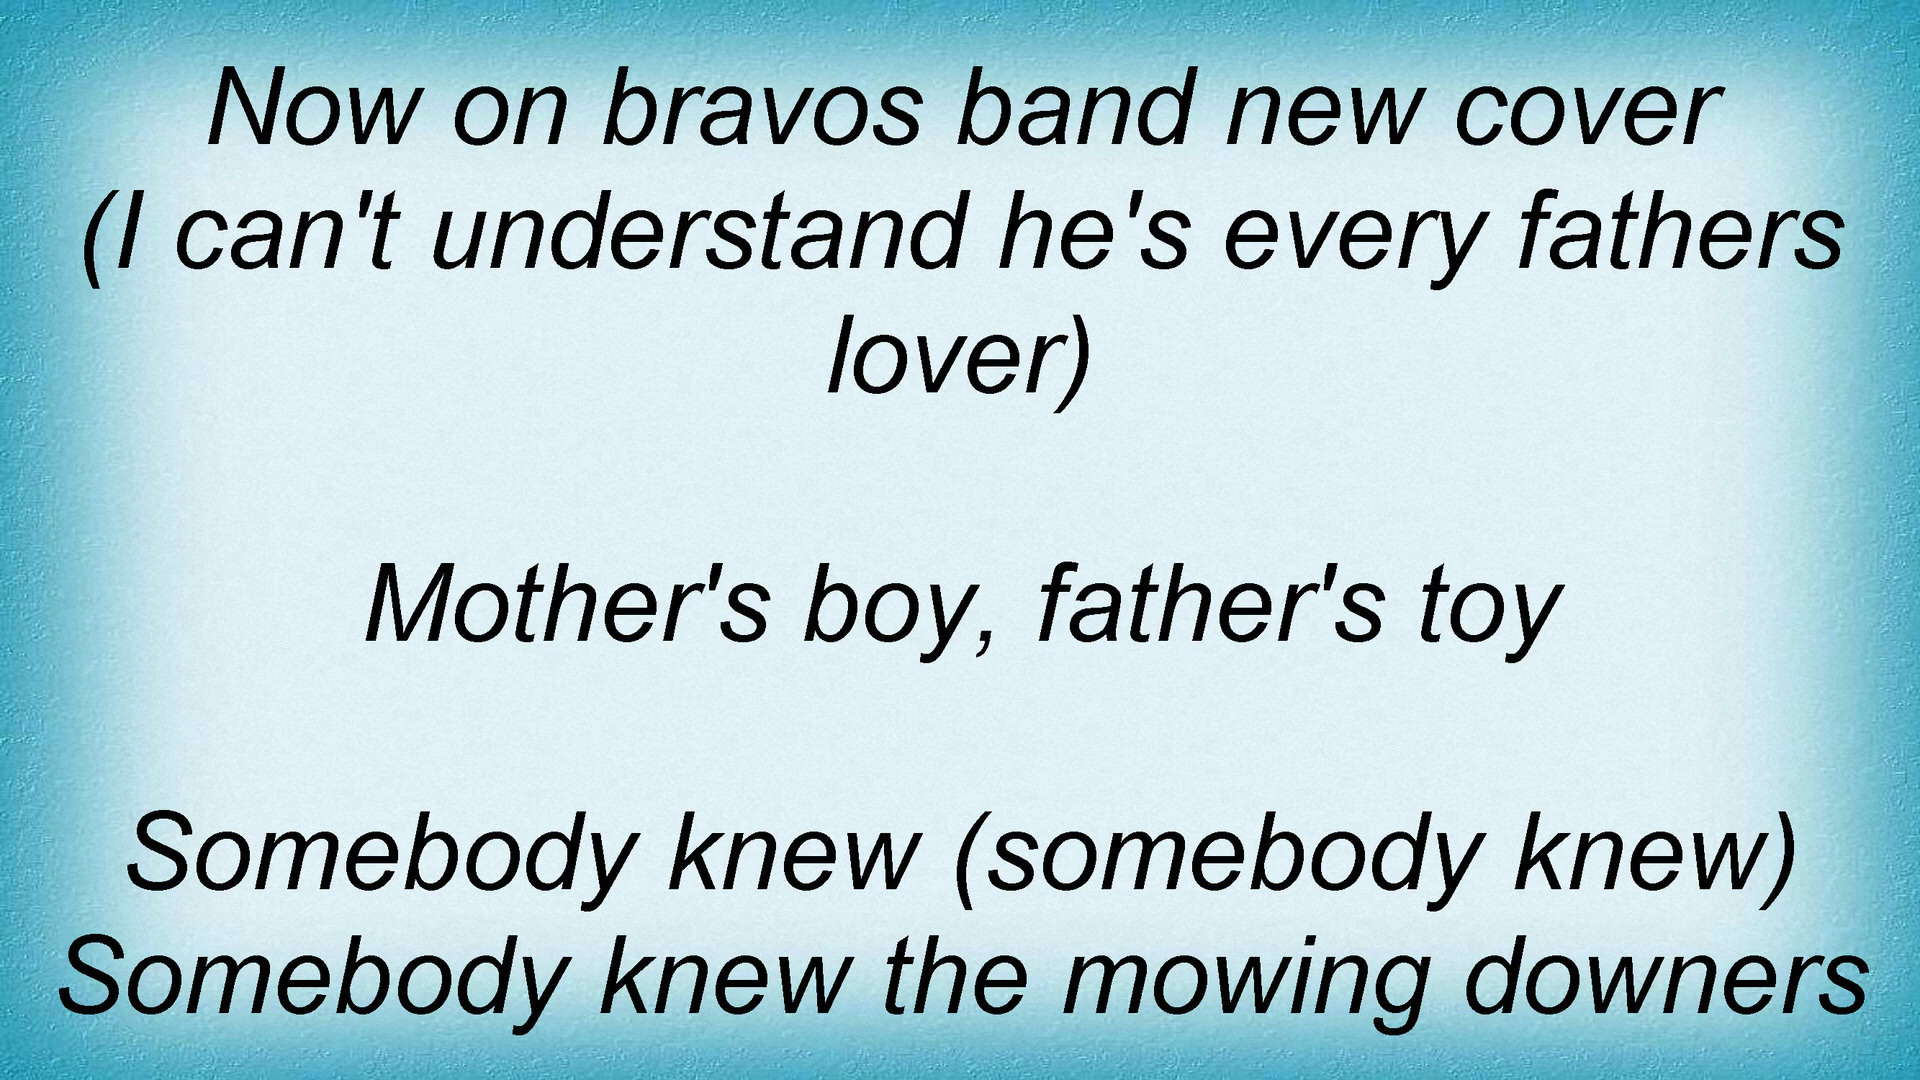 Now on bravos band new cover
(I can't understand he's every fathers
lover)
Mother's boy, father's toy
Somebody knew (somebody knew)
Somebody knew the mowing downers